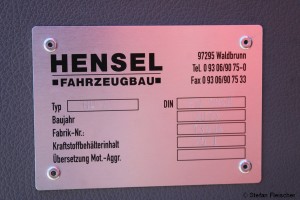 HENSEL
■FAHRZEUGBAU■
97295 Waldbrunn
Tel. 0 93 06/90 75-0
Fax 0 93 06/90 75 33
Typ DIN
Baujahr
Fabrik-Nr.:
Kraftstoffbehälterinhalt
Übersetzung Mot.-Aggr.
© Stefan Fleischer